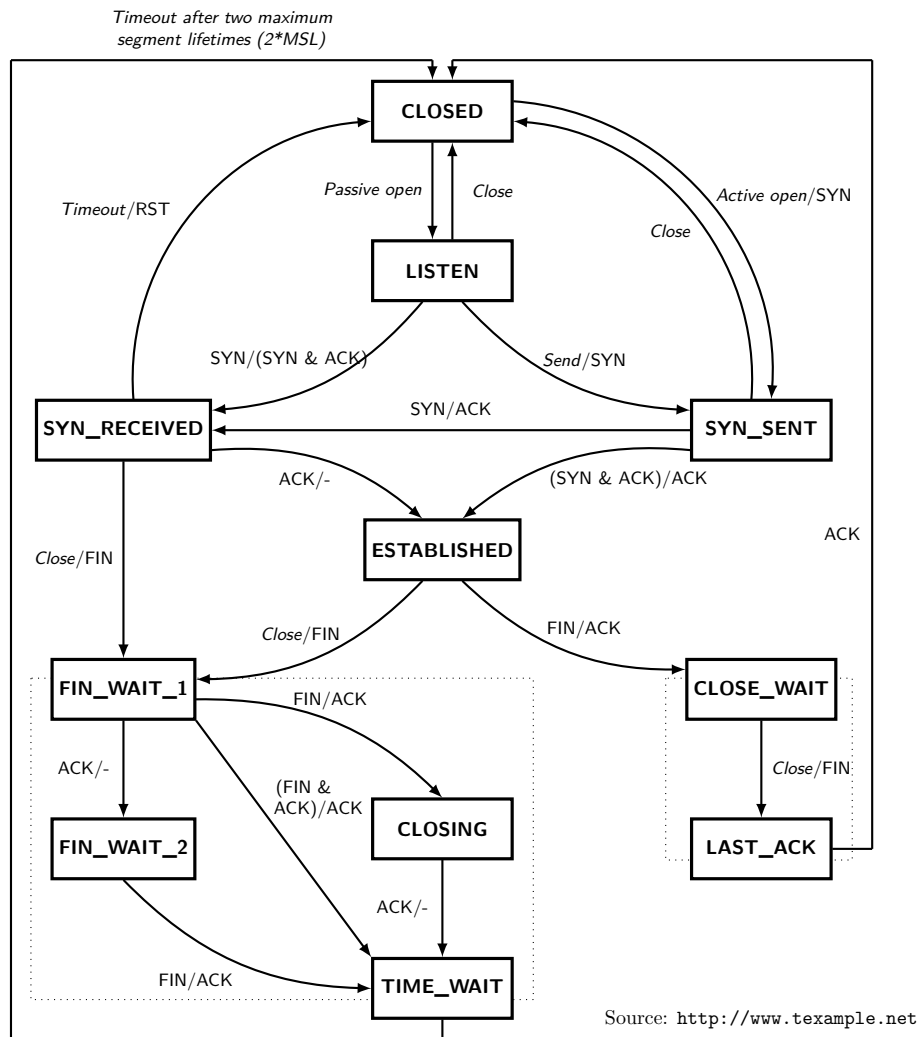 Timeout after two maximum
segment lifetimes (2*MSL)
CLOSED
Passive open
Close
Timeout/RST
Active open/SYN
Close
LISTEN
SYN/(SYN & ACK)
Send/SYN
SYN_RECEIVED
SYN/ACK
SYN_SENT
ACK/-
(SYN & ACK)/ACK
ACK
ESTABLISHED
Close/FIN
Close/FIN
FIN/ACK
FIN_WAIT_1
FIN/ACK
CLOSE_WAIT
ACK/-
(FIN &
ACK)/ACK
Close/FIN
FIN_WAIT_2
CLOSING
LAST_ACK
ACK/-
FIN/ACK
TIME_WAIT
Source: http://www.texample.net